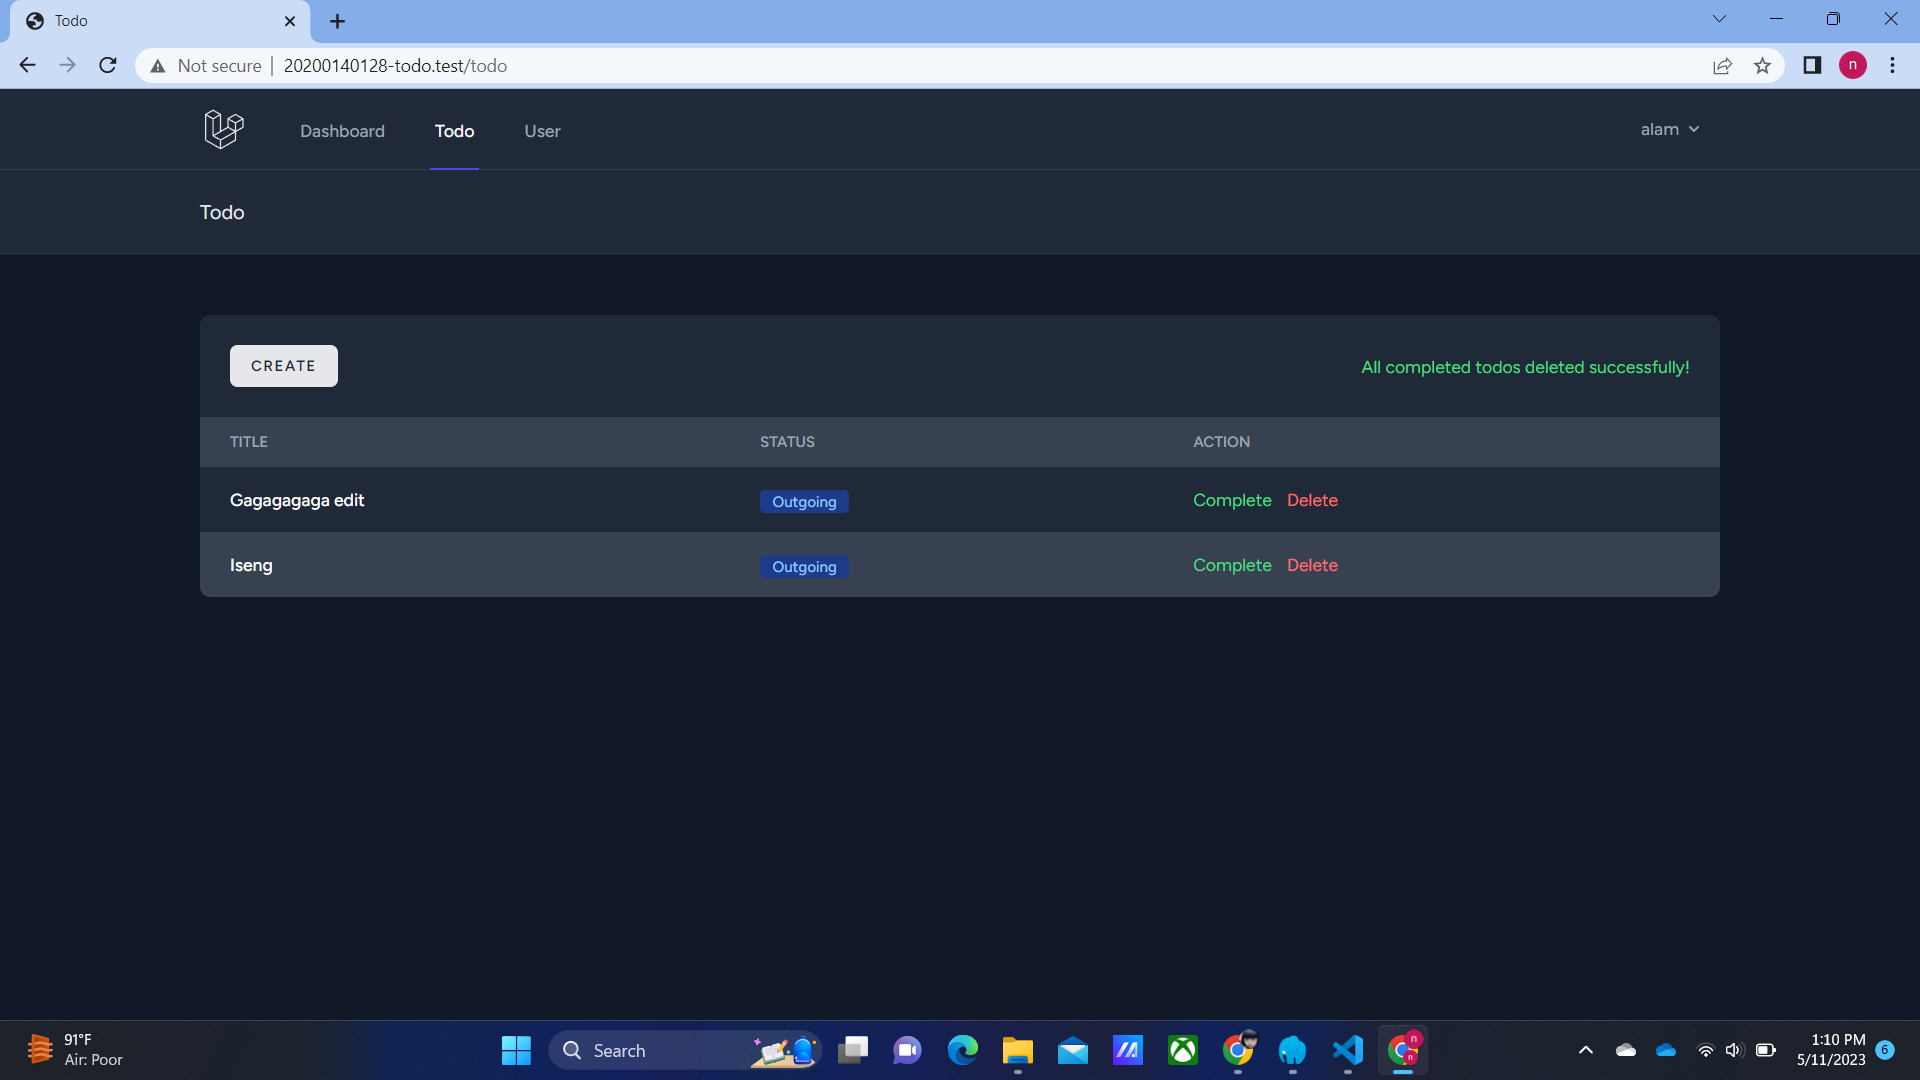 Todo
Not secure
20200140128-todo.test/todo
n
Dashboard
Todo
User
alam
Todo
CREATE
All completed todos deleted successfully!
TITLE STATUS ACTION
Gagagagaga edit Outgoing Complete Delete
Iseng Outgoing Complete Delete
91°F
Air: Poor
Search
n
n
1:10 PM
5/11/2023
6